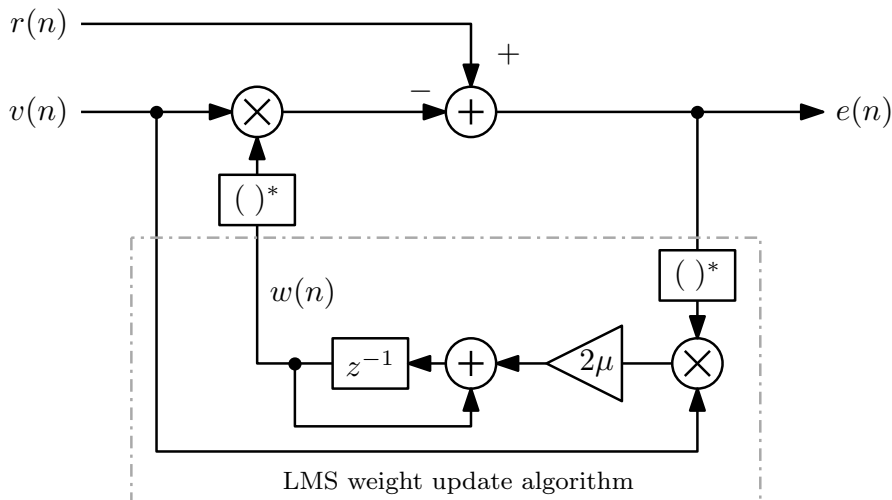 r(n)
+
v(n)
×
−
+
e(n)
( )*
( )*
w(n)
z⁻¹
+
2μ
×
LMS weight update algorithm